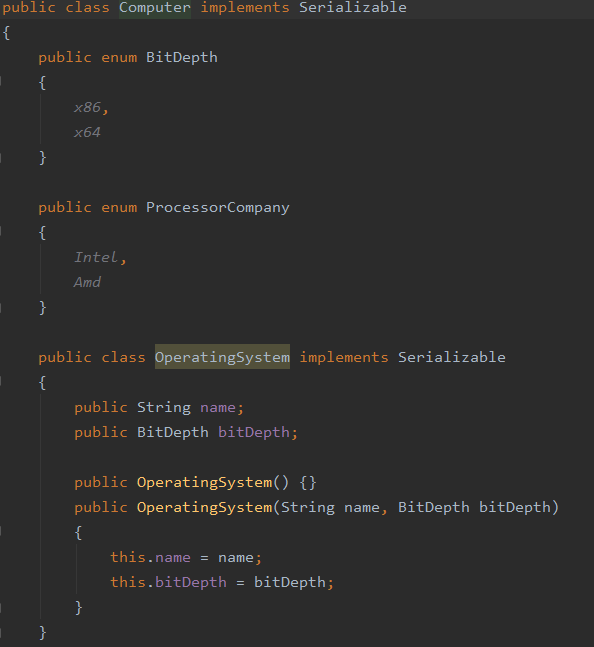 public class Computer implements Serializable
{
    public enum BitDepth
    {
        x86,
        x64
    }

    public enum ProcessorCompany
    {
        Intel,
        Amd
    }

    public class OperatingSystem implements Serializable
    {
        public String name;
        public BitDepth bitDepth;

        public OperatingSystem() {}
        public OperatingSystem(String name, BitDepth bitDepth)
        {
            this.name = name;
            this.bitDepth = bitDepth;
        }
    }